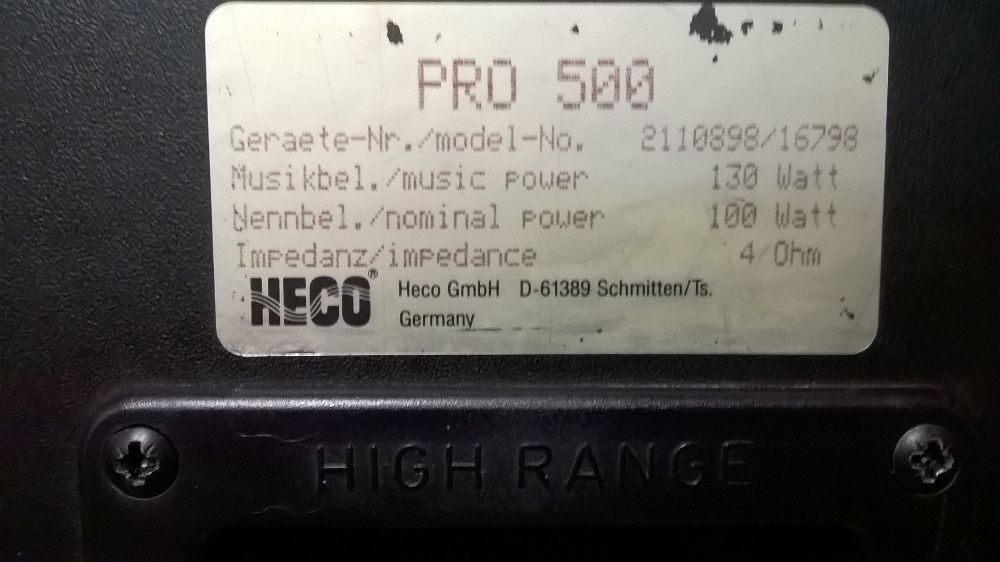 PRO 500
Geraete-Nr./model-No. 2110898/16798
Musikbel./music power 130 Watt
Nennbel./nominal power 100 Watt
Impedanz/impedance 4 Ohm
HECO® Heco GmbH D-61389 Schmitten/Ts.
Germany
HIGH RANGE